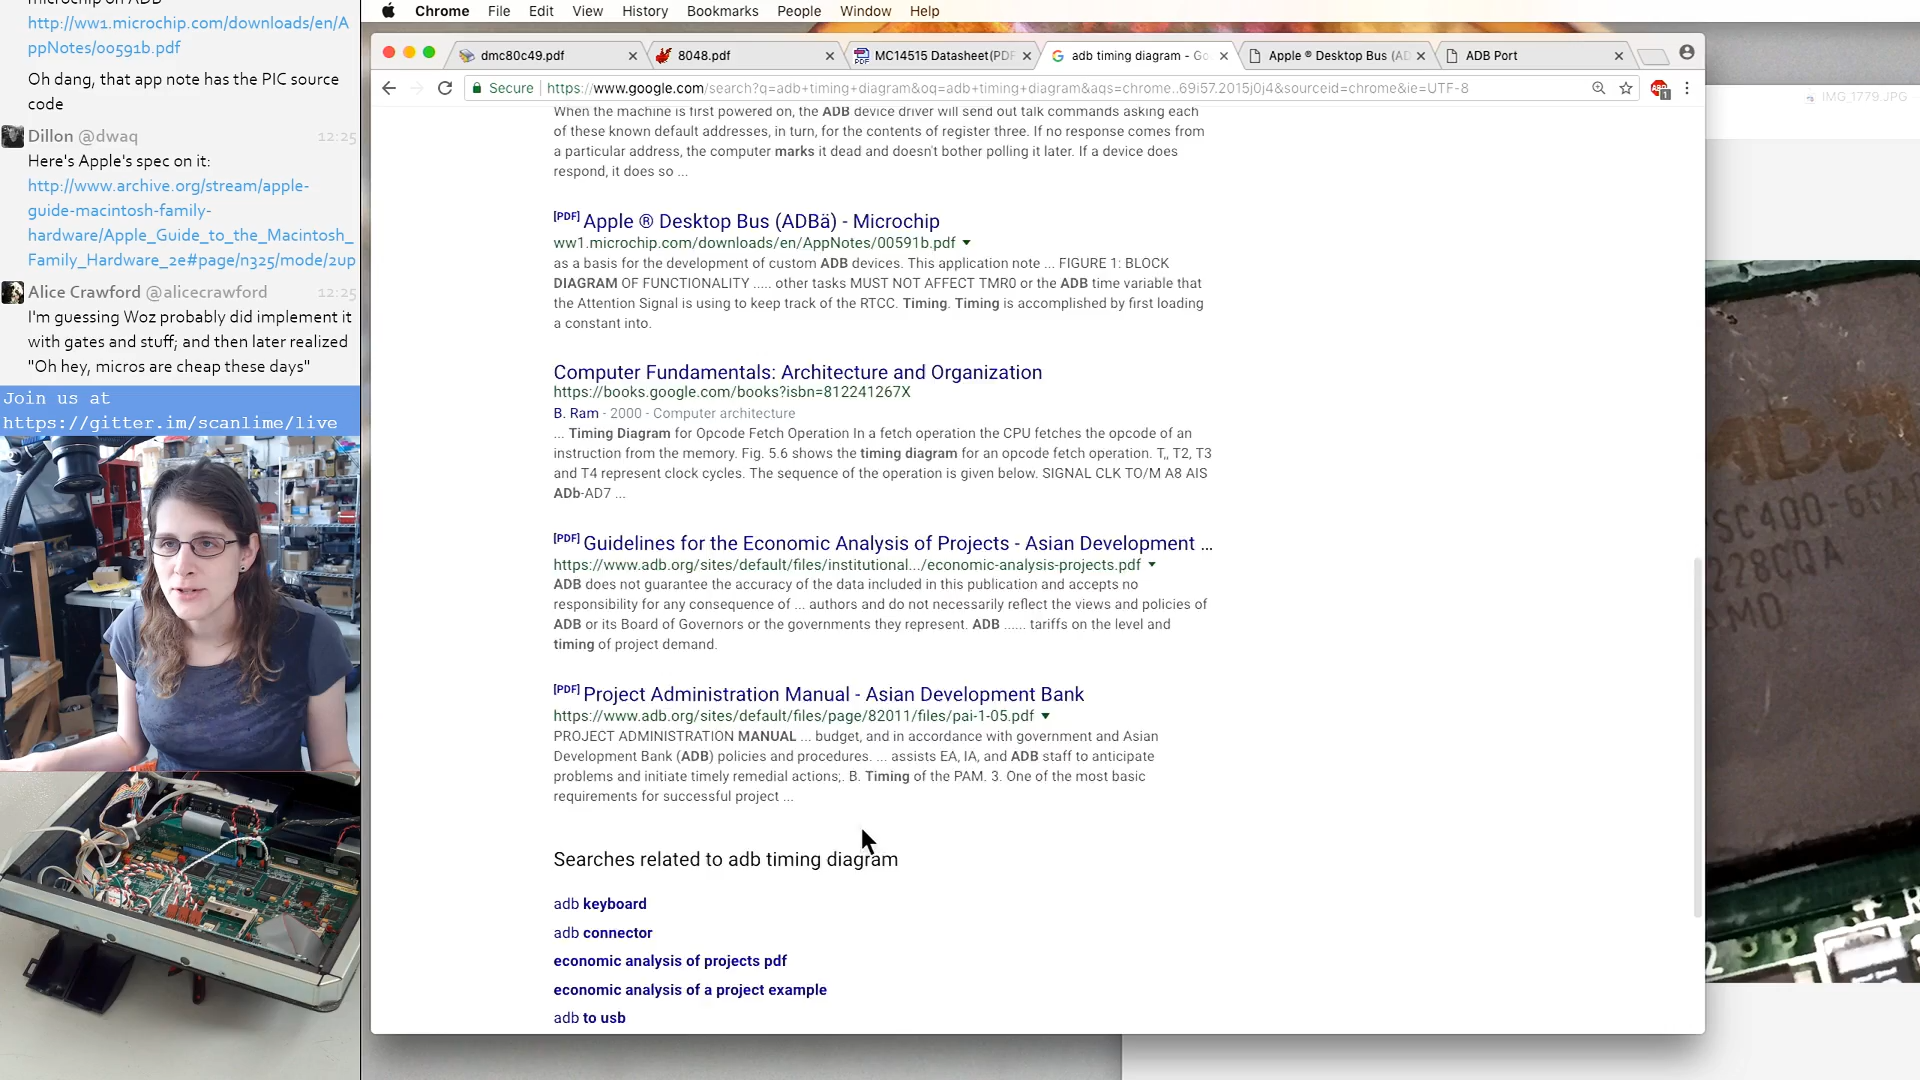 microchip on ADB
http://ww1.microchip.com/downloads/en/A
ppNotes/00591b.pdf
Oh dang, that app note has the PIC source
code
Dillon @dwaq 12:25
Here's Apple's spec on it:
http://www.archive.org/stream/apple-
guide-macintosh-family-
hardware/Apple_Guide_to_the_Macintosh_
Family_Hardware_2e#page/n325/mode/2up
Alice Crawford @alicecrawford 12:25
I'm guessing Woz probably did implement it
with gates and stuff; and then later realized
"Oh hey, micros are cheap these days"
Join us at
https://gitter.im/scanlime/live
Chrome File Edit View History Bookmarks People Window Help
dmc80c49.pdf 8048.pdf MC14515 Datasheet(PDF adb timing diagram - Go Apple ® Desktop Bus (AD ADB Port
Secure https://www.google.com/search?q=adb+timing+diagram&oq=adb+timing+diagram&aqs=chrome..69i57.2015j0j4&sourceid=chrome&ie=UTF-8
When the machine is first powered on, the ADB device driver will send out talk commands asking each
of these known default addresses, in turn, for the contents of register three. If no response comes from
a particular address, the computer marks it dead and doesn't bother polling it later. If a device does
respond, it does so ...
[PDF] Apple ® Desktop Bus (ADBä) - Microchip
ww1.microchip.com/downloads/en/AppNotes/00591b.pdf
as a basis for the development of custom ADB devices. This application note ... FIGURE 1: BLOCK
DIAGRAM OF FUNCTIONALITY ..... other tasks MUST NOT AFFECT TMR0 or the ADB time variable that
the Attention Signal is using to keep track of the RTCC. Timing. Timing is accomplished by first loading
a constant into.
Computer Fundamentals: Architecture and Organization
https://books.google.com/books?isbn=812241267X
B. Ram - 2000 - Computer architecture
... Timing Diagram for Opcode Fetch Operation In a fetch operation the CPU fetches the opcode of an
instruction from the memory. Fig. 5.6 shows the timing diagram for an opcode fetch operation. T,, T2, T3
and T4 represent clock cycles. The sequence of the operation is given below. SIGNAL CLK TO/M A8 AIS
ADb-AD7 ...
[PDF] Guidelines for the Economic Analysis of Projects - Asian Development ...
https://www.adb.org/sites/default/files/institutional.../economic-analysis-projects.pdf
ADB does not guarantee the accuracy of the data included in this publication and accepts no
responsibility for any consequence of ... authors and do not necessarily reflect the views and policies of
ADB or its Board of Governors or the governments they represent. ADB ...... tariffs on the level and
timing of project demand.
[PDF] Project Administration Manual - Asian Development Bank
https://www.adb.org/sites/default/files/page/82011/files/pai-1-05.pdf
PROJECT ADMINISTRATION MANUAL ... budget, and in accordance with government and Asian
Development Bank (ADB) policies and procedures. ... assists EA, IA, and ADB staff to anticipate
problems and initiate timely remedial actions;. B. Timing of the PAM. 3. One of the most basic
requirements for successful project ...
Searches related to adb timing diagram
adb keyboard
adb connector
economic analysis of projects pdf
economic analysis of a project example
adb to usb
IMG_1779.JPG
AMD